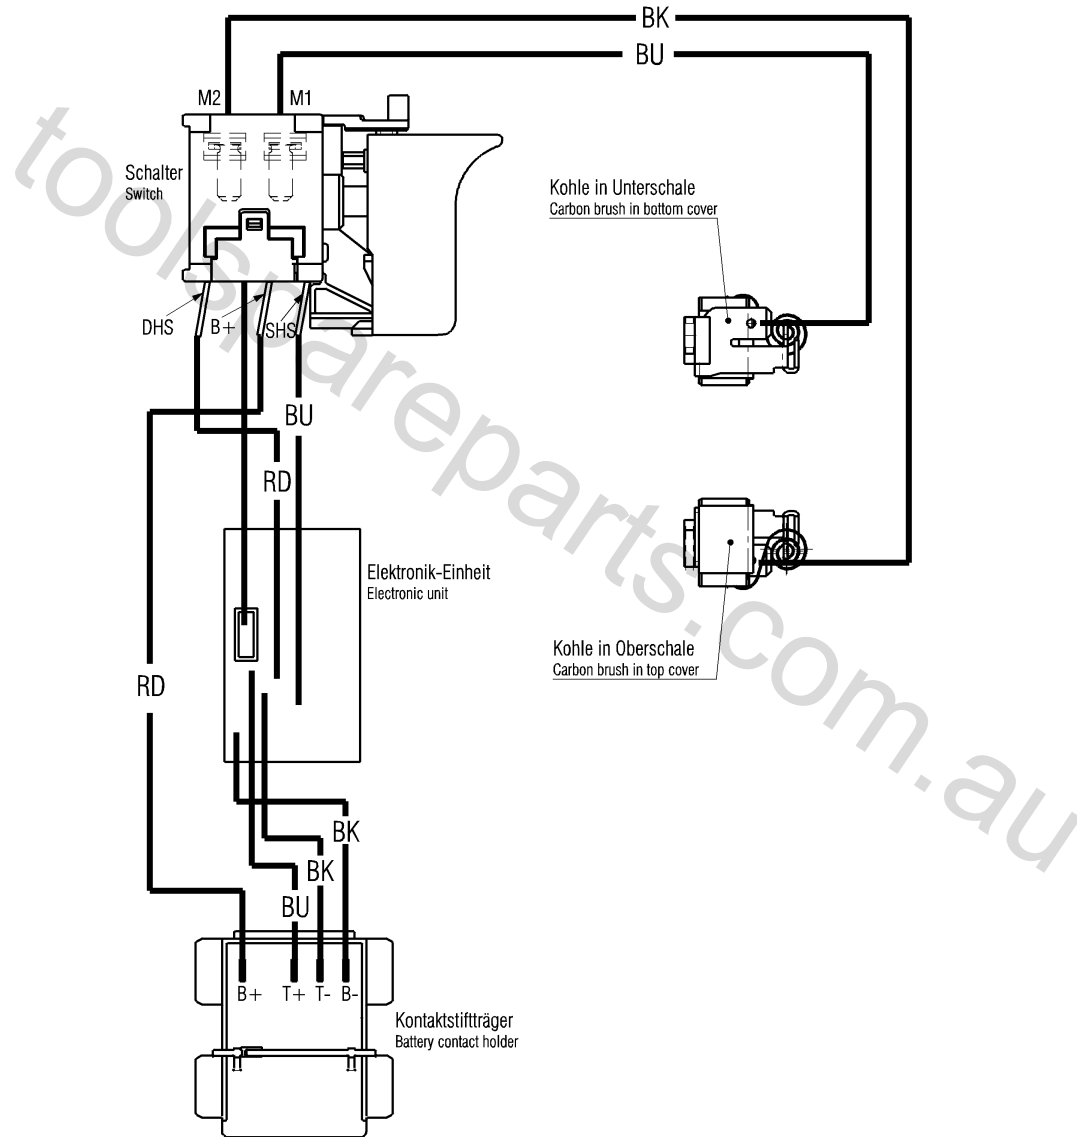 BK
BU
M2
M1
Schalter
Switch
Kohle in Unterschale
Carbon brush in bottom cover
DHS
B+
SHS
BU
RD
Elektronik-Einheit
Electronic unit
Kohle in Oberschale
Carbon brush in top cover
RD
BK
BK
BU
B+
T+
T-
B-
Kontaktstiftträger
Battery contact holder
toolspareparts.com.au